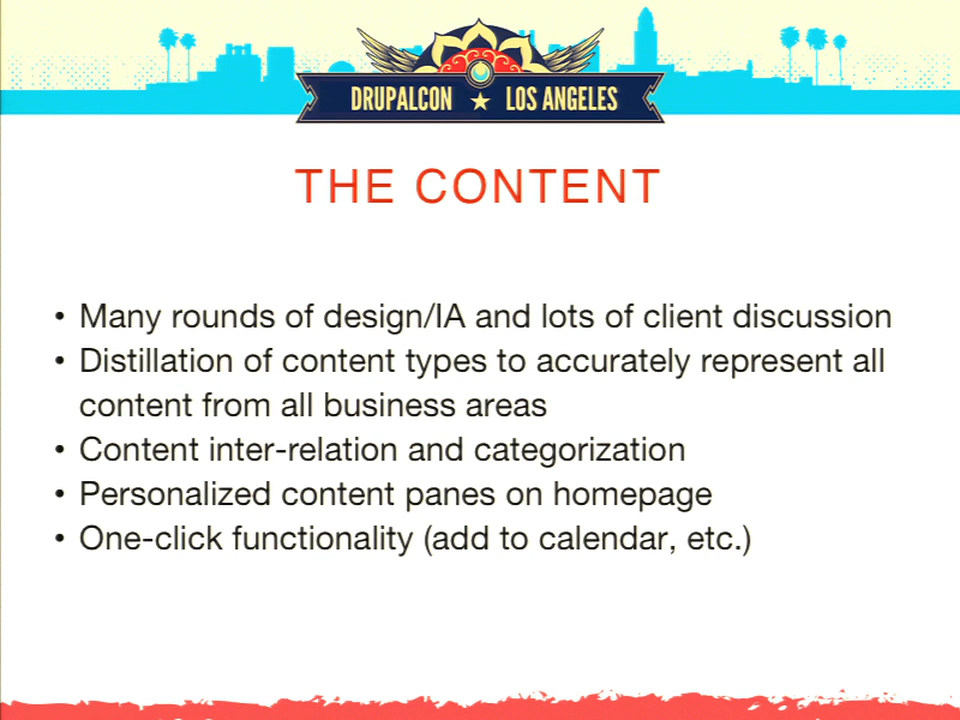 DRUPALCON ★ LOS ANGELES
THE CONTENT
• Many rounds of design/IA and lots of client discussion
• Distillation of content types to accurately represent all
content from all business areas
• Content inter-relation and categorization
• Personalized content panes on homepage
• One-click functionality (add to calendar, etc.)